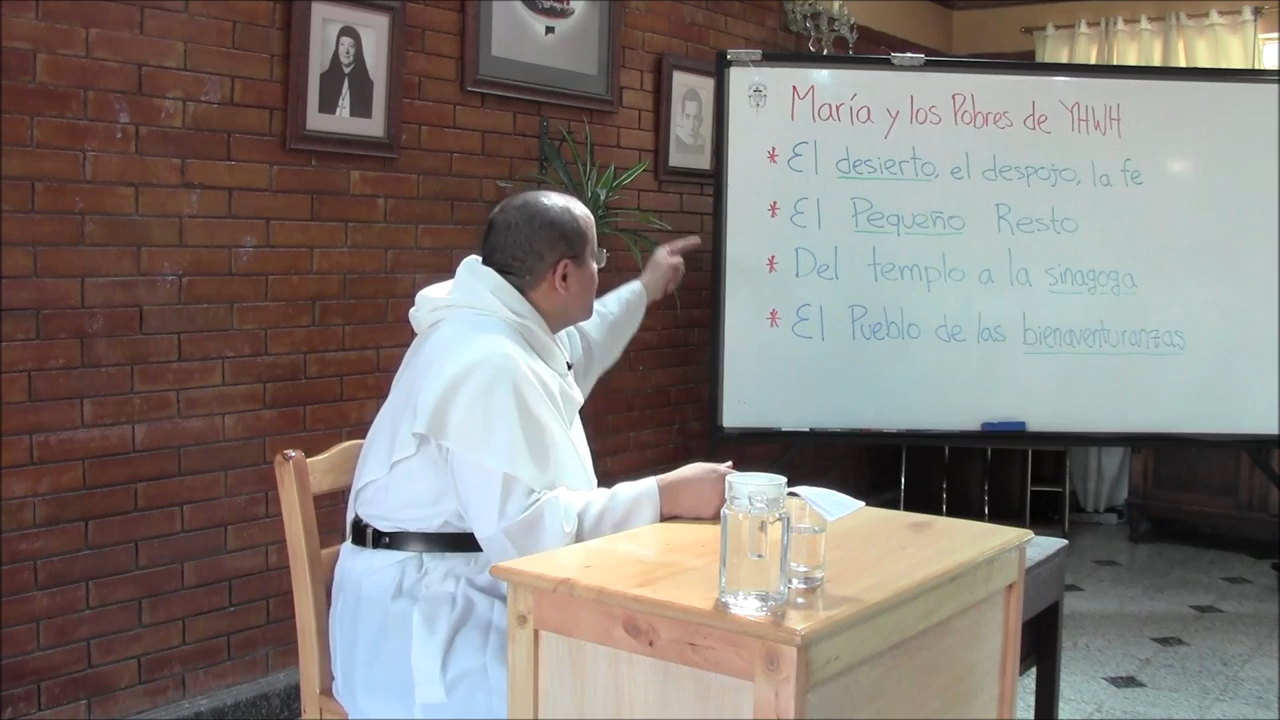 María y los Pobres de YHWH
* El desierto, el despojo, la fe
* El Pequeño Resto
* Del templo a la sinagoga
* El Pueblo de las bienaventuranzas